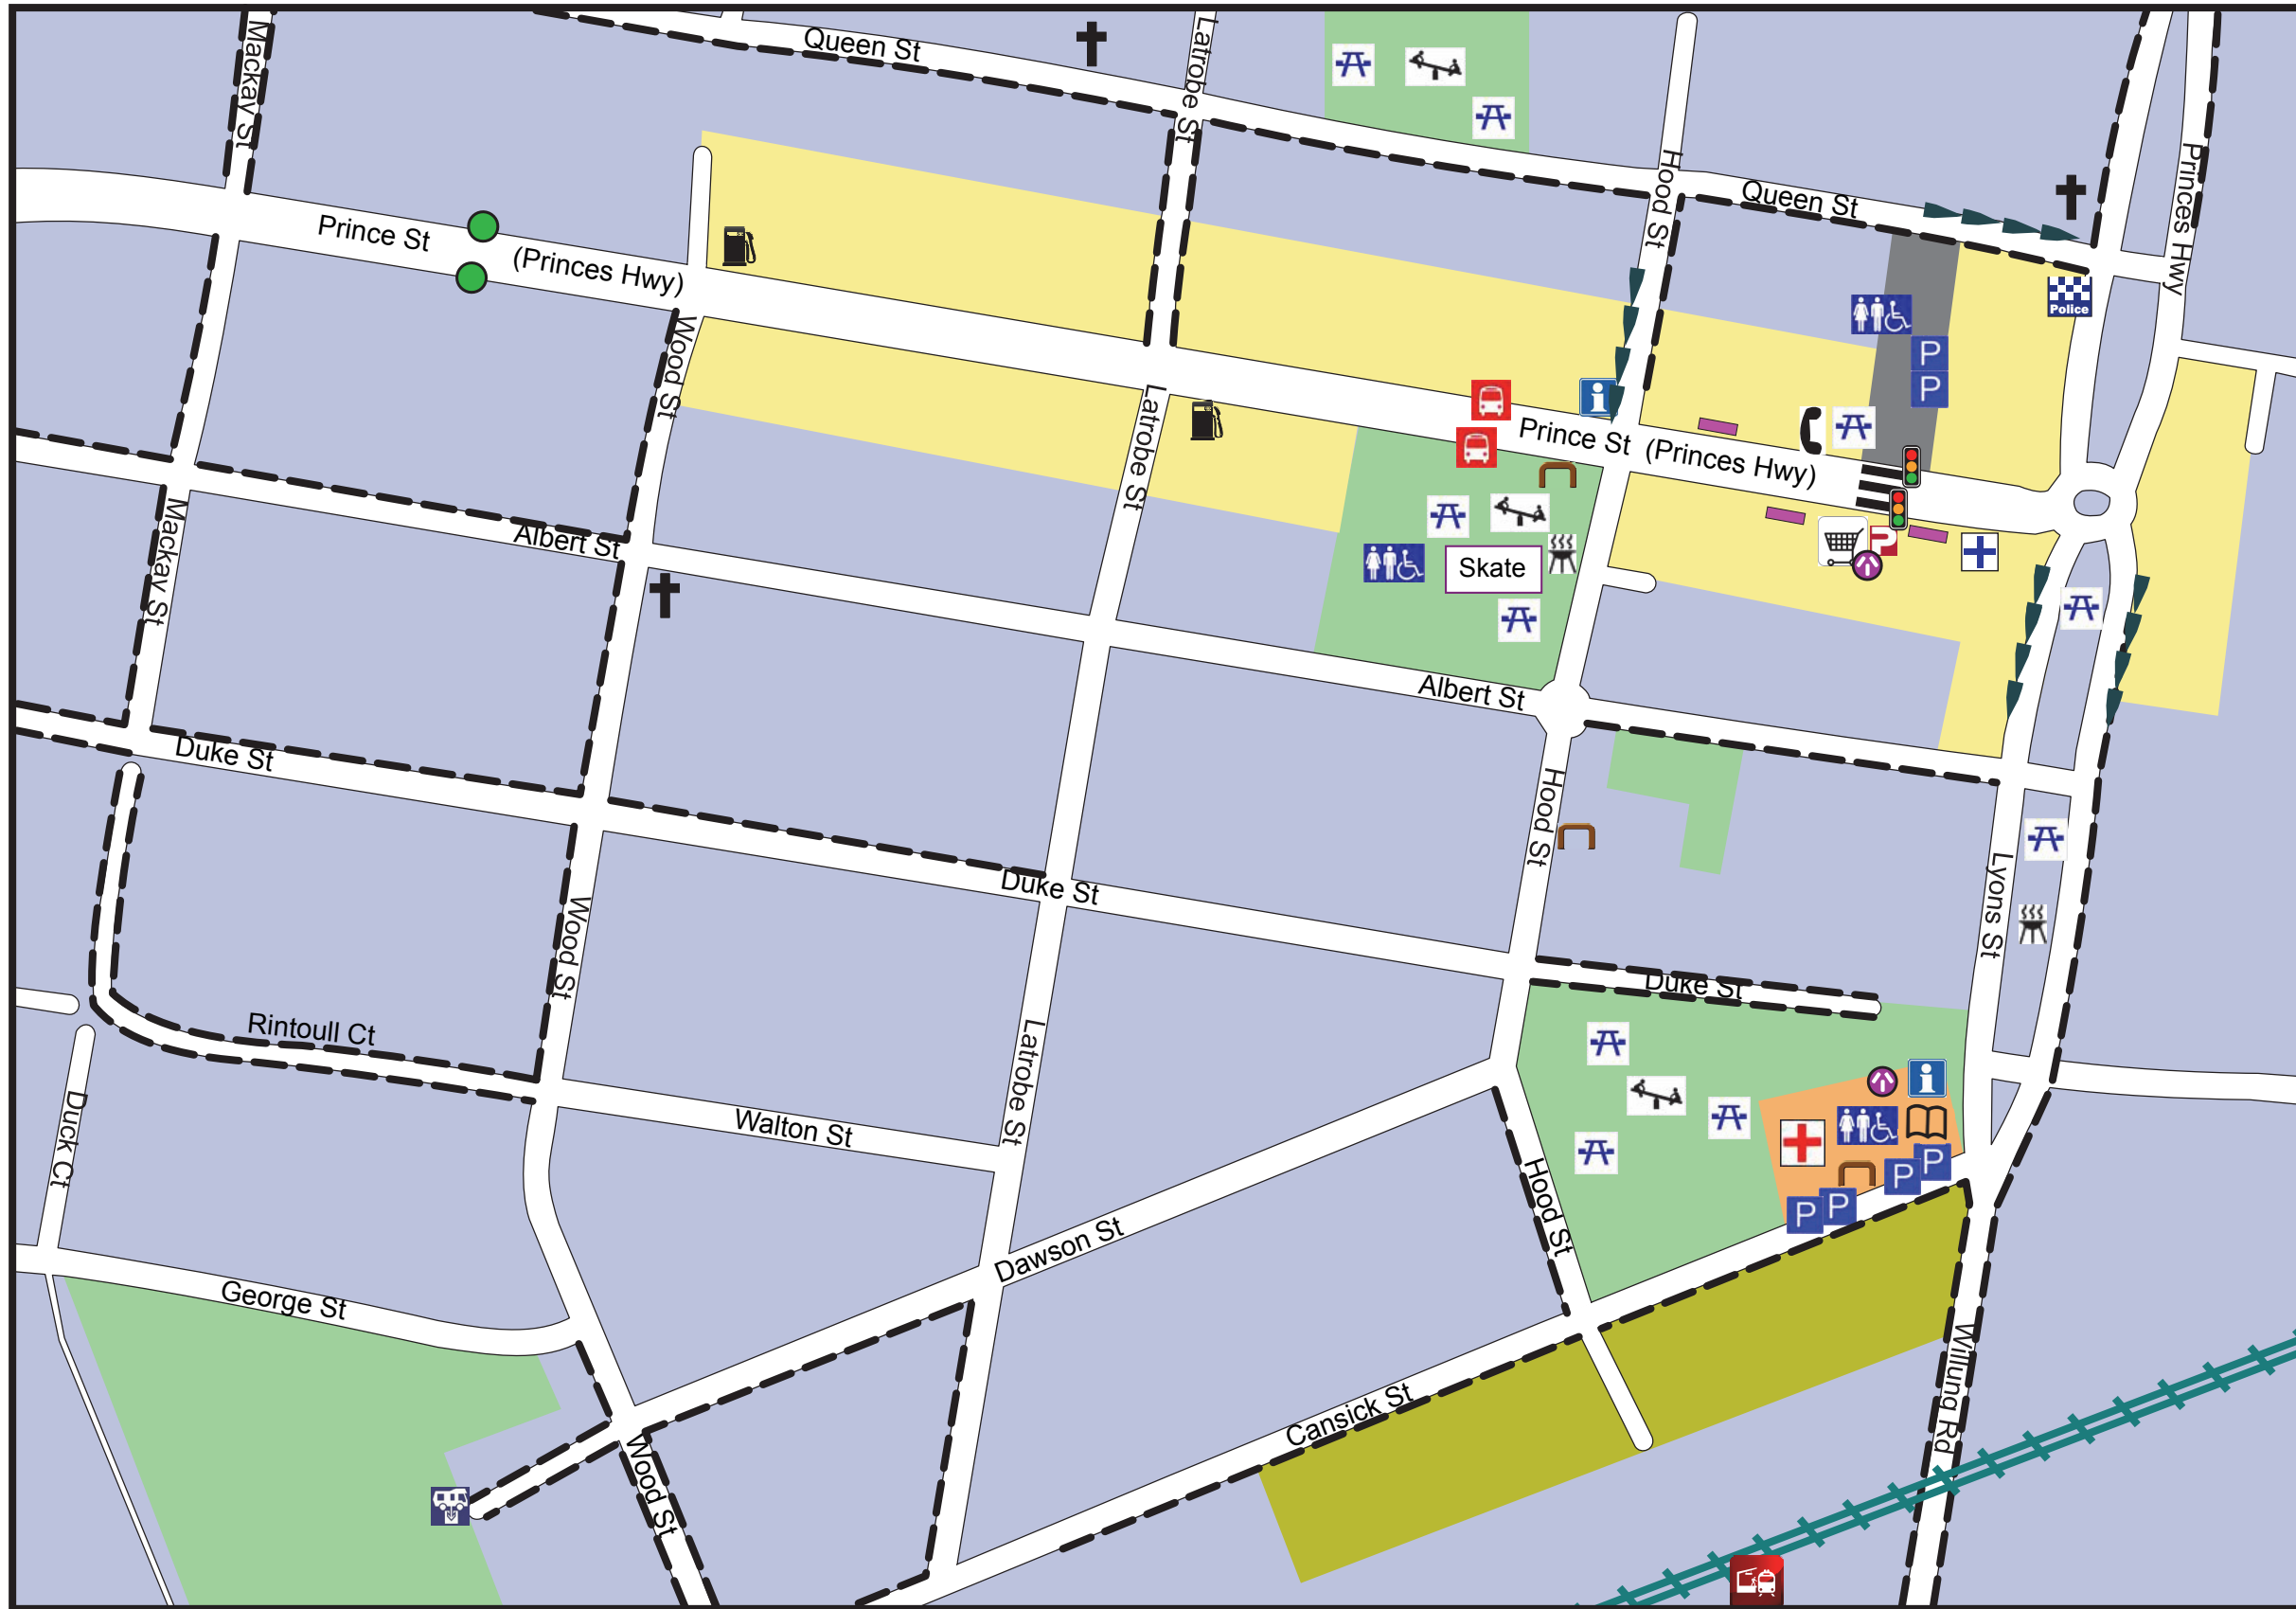 Mackay St
Queen St
Latrobe St
Hood St
Queen St
Princes Hwy
Prince St
(Princes Hwy)
Police
P
P
i
Wood St
Latrobe St
Prince St
(Princes Hwy)
Mackay St
Albert St
Skate
Albert St
Duke St
Hood St
Duke St
Lyons St
Wood St
Duke St
Rintoull Ct
Latrobe St
i
Duck Ct
Walton St
Hood St
P
P
P
P
Dawson St
George St
Willung Rd
Cansick St
Wood St